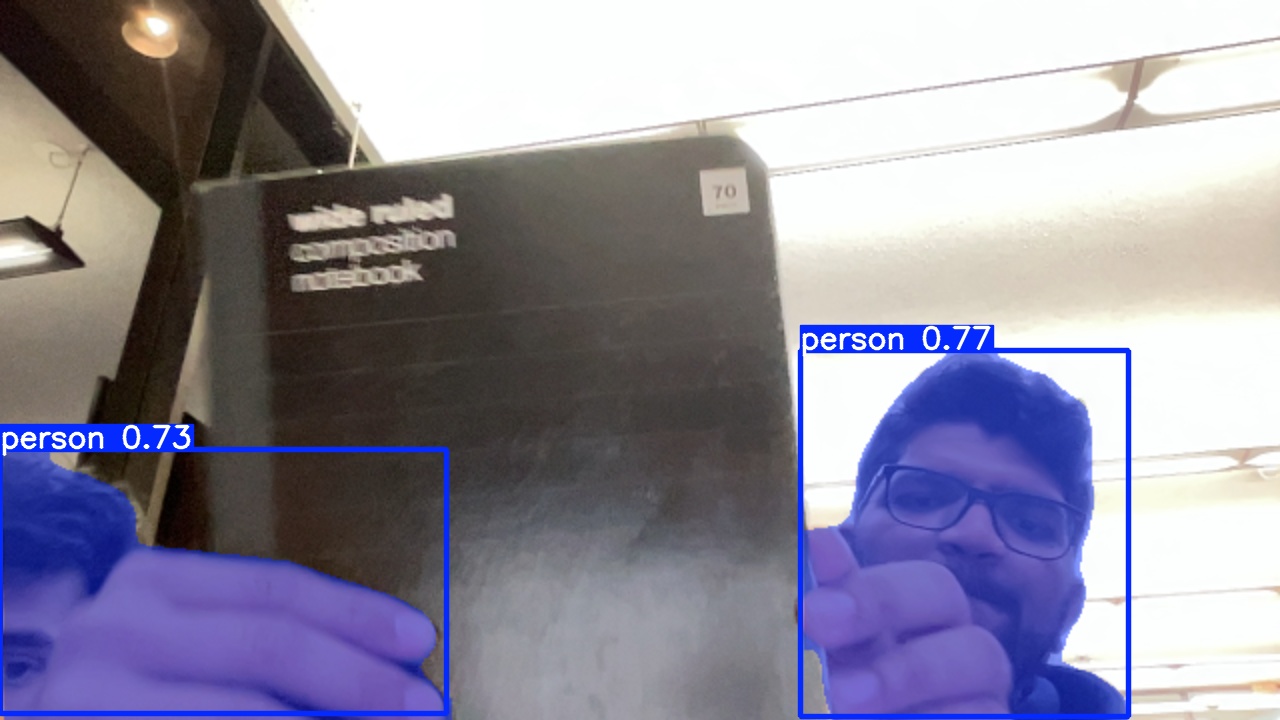 wide ruled
composition
notebook
70
person 0.77
person 0.73